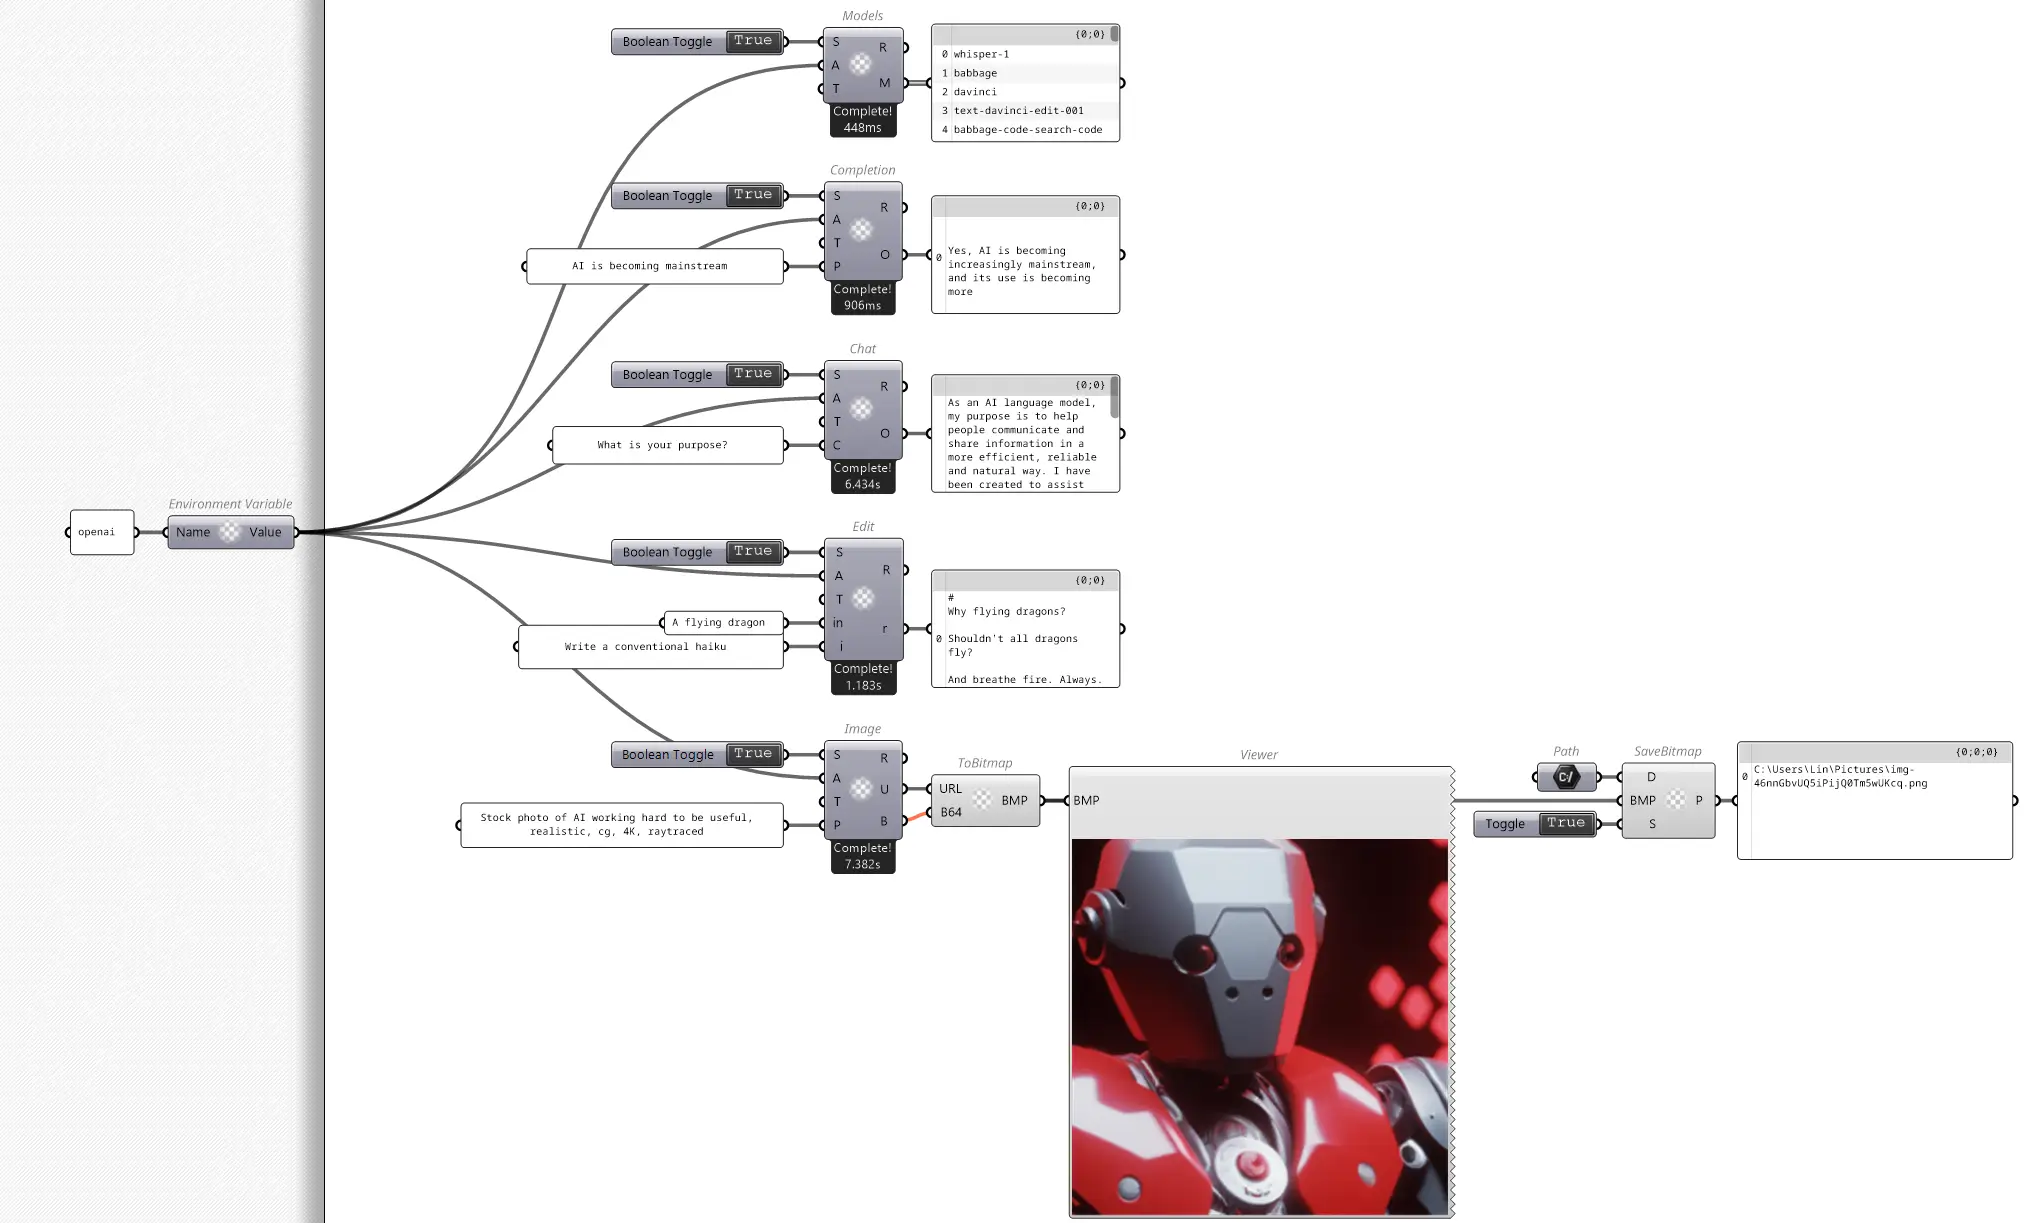 Models
Boolean Toggle True
S
A
T
R
M
Complete!
448ms
{0;0}
0 whisper-1
1 babbage
2 davinci
3 text-davinci-edit-001
4 babbage-code-search-code
Completion
Boolean Toggle True
AI is becoming mainstream
S
A
T
P
R
O
Complete!
906ms
{0;0}
0
Yes, AI is becoming
increasingly mainstream,
and its use is becoming
more
Chat
Boolean Toggle True
What is your purpose?
S
A
T
C
R
O
Complete!
6.434s
{0;0}
As an AI language model,
my purpose is to help
people communicate and
share information in a
more efficient, reliable
and natural way. I have
been created to assist
openai
Environment Variable
Name Value
Edit
Boolean Toggle True
A flying dragon
Write a conventional haiku
S
A
T
in
i
R
r
Complete!
1.183s
{0;0}
0
#
Why flying dragons?
Shouldn't all dragons
fly?
And breathe fire. Always.
Image
Boolean Toggle True
Stock photo of AI working hard to be useful,
realistic, cg, 4K, raytraced
S
A
T
P
R
U
B
Complete!
7.382s
ToBitmap
URL
B64
BMP
Viewer
BMP
Path
C:/
Toggle True
SaveBitmap
D
BMP
S
P
{0;0;0}
0
C:\Users\Lin\Pictures\img-
46nnGbvUQ5iPijQ0Tm5wUKcq.png